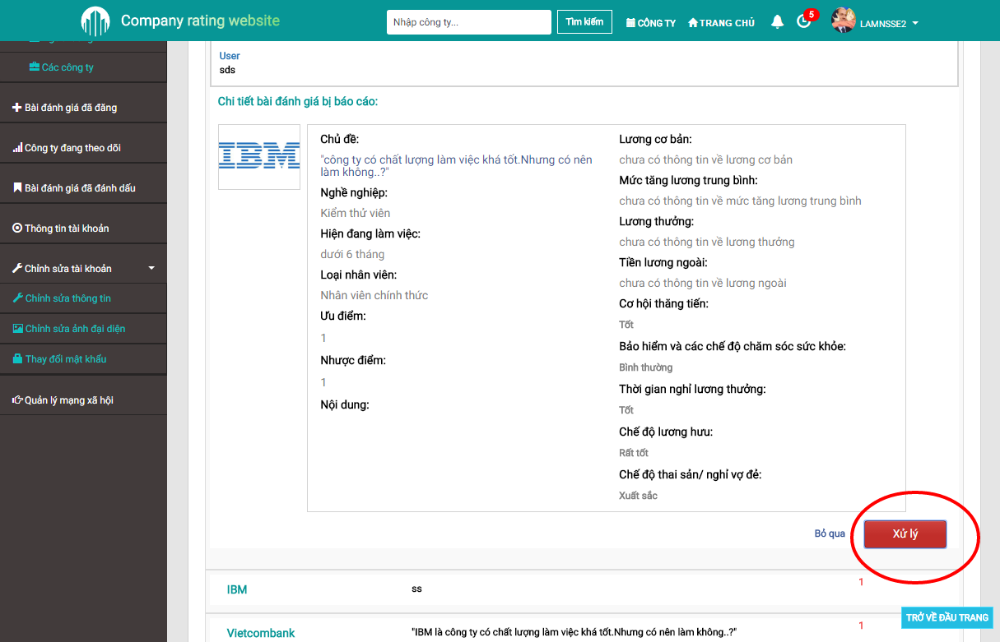 Company rating website
Nhập công ty...
Tìm kiếm
CÔNG TY
TRANG CHỦ
5
LAMNSSE2
Các công ty
Bài đánh giá đã đăng
Công ty đang theo dõi
Bài đánh giá đã đánh dấu
Thông tin tài khoản
Chỉnh sửa tài khoản
Chỉnh sửa thông tin
Chỉnh sửa ảnh đại diện
Thay đổi mật khẩu
Quản lý mạng xã hội
User
sds
Chi tiết bài đánh giá bị báo cáo:
IBM
Chủ đề:
"công ty có chất lượng làm việc khá tốt.Nhưng có nên
làm không..?"
Nghề nghiệp:
Kiểm thử viên
Hiện đang làm việc:
dưới 6 tháng
Loại nhân viên:
Nhân viên chính thức
Ưu điểm:
1
Nhược điểm:
1
Nội dung:
Lương cơ bản:
chưa có thông tin về lương cơ bản
Mức tăng lương trung bình:
chưa có thông tin về mức tăng lương trung bình
Lương thưởng:
chưa có thông tin về lương thưởng
Tiền lương ngoài:
chưa có thông tin về lương ngoài
Cơ hội thăng tiến:
Tốt
Bảo hiểm và các chế độ chăm sóc sức khỏe:
Bình thường
Thời gian nghỉ lương thưởng:
Tốt
Chế độ lương hưu:
Rất tốt
Chế độ thai sản/ nghỉ vợ đẻ:
Xuất sắc
Bỏ qua
Xử lý
IBM
ss
1
TRỞ VỀ ĐẦU TRANG
Vietcombank
"IBM là công ty có chất lượng làm việc khá tốt.Nhưng có nên làm không..?"
1